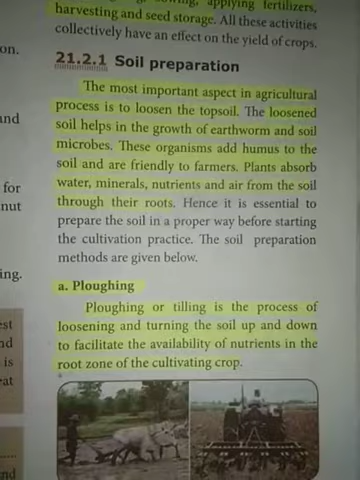 applying fertilizers,
harvesting and seed storage. All these activities
collectively have an effect on the yield of crops.
21.2.1 Soil preparation
The most important aspect in agricultural
process is to loosen the topsoil. The loosened
soil helps in the growth of earthworm and soil
microbes. These organisms add humus to the
soil and are friendly to farmers. Plants absorb
water, minerals, nutrients and air from the soil
through their roots. Hence it is essential to
prepare the soil in a proper way before starting
the cultivation practice. The soil preparation
methods are given below.
a. Ploughing
Ploughing or tilling is the process of
loosening and turning the soil up and down
to facilitate the availability of nutrients in the
root zone of the cultivating crop.
on.
and
for
nut
ing.
est
nd
is
eat
nd